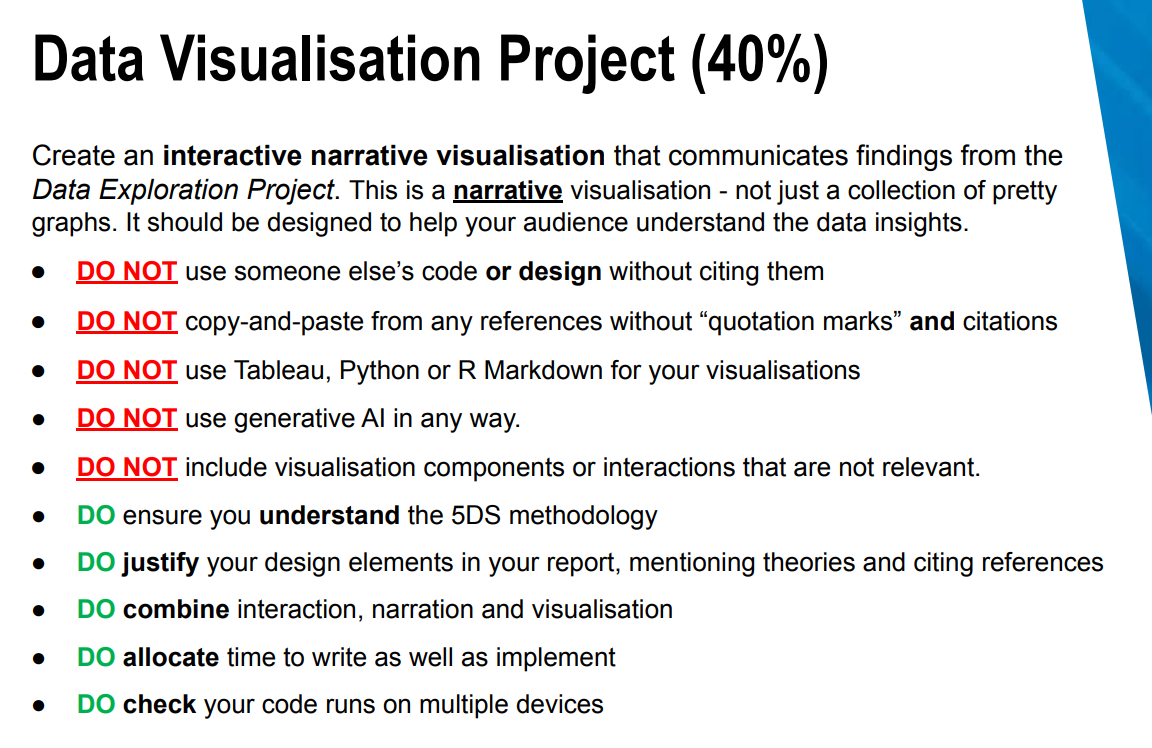 Data Visualisation Project (40%)
Create an interactive narrative visualisation that communicates findings from the
Data Exploration Project. This is a narrative visualisation - not just a collection of pretty
graphs. It should be designed to help your audience understand the data insights.
● DO NOT use someone else’s code or design without citing them
● DO NOT copy-and-paste from any references without “quotation marks” and citations
● DO NOT use Tableau, Python or R Markdown for your visualisations
● DO NOT use generative AI in any way.
● DO NOT include visualisation components or interactions that are not relevant.
● DO ensure you understand the 5DS methodology
● DO justify your design elements in your report, mentioning theories and citing references
● DO combine interaction, narration and visualisation
● DO allocate time to write as well as implement
● DO check your code runs on multiple devices